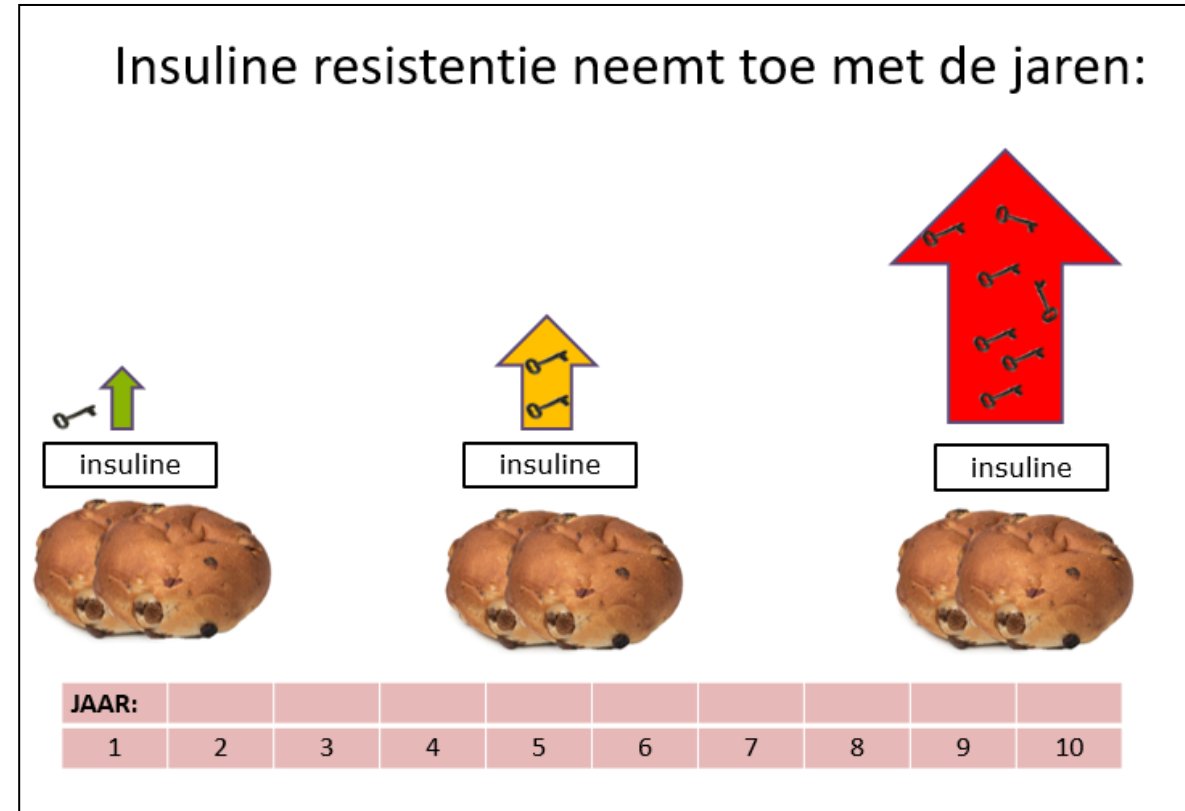 Insuline resistentie neemt toe met de jaren:
insuline
insuline
insuline
JAAR:
1 2 3 4 5 6 7 8 9 10